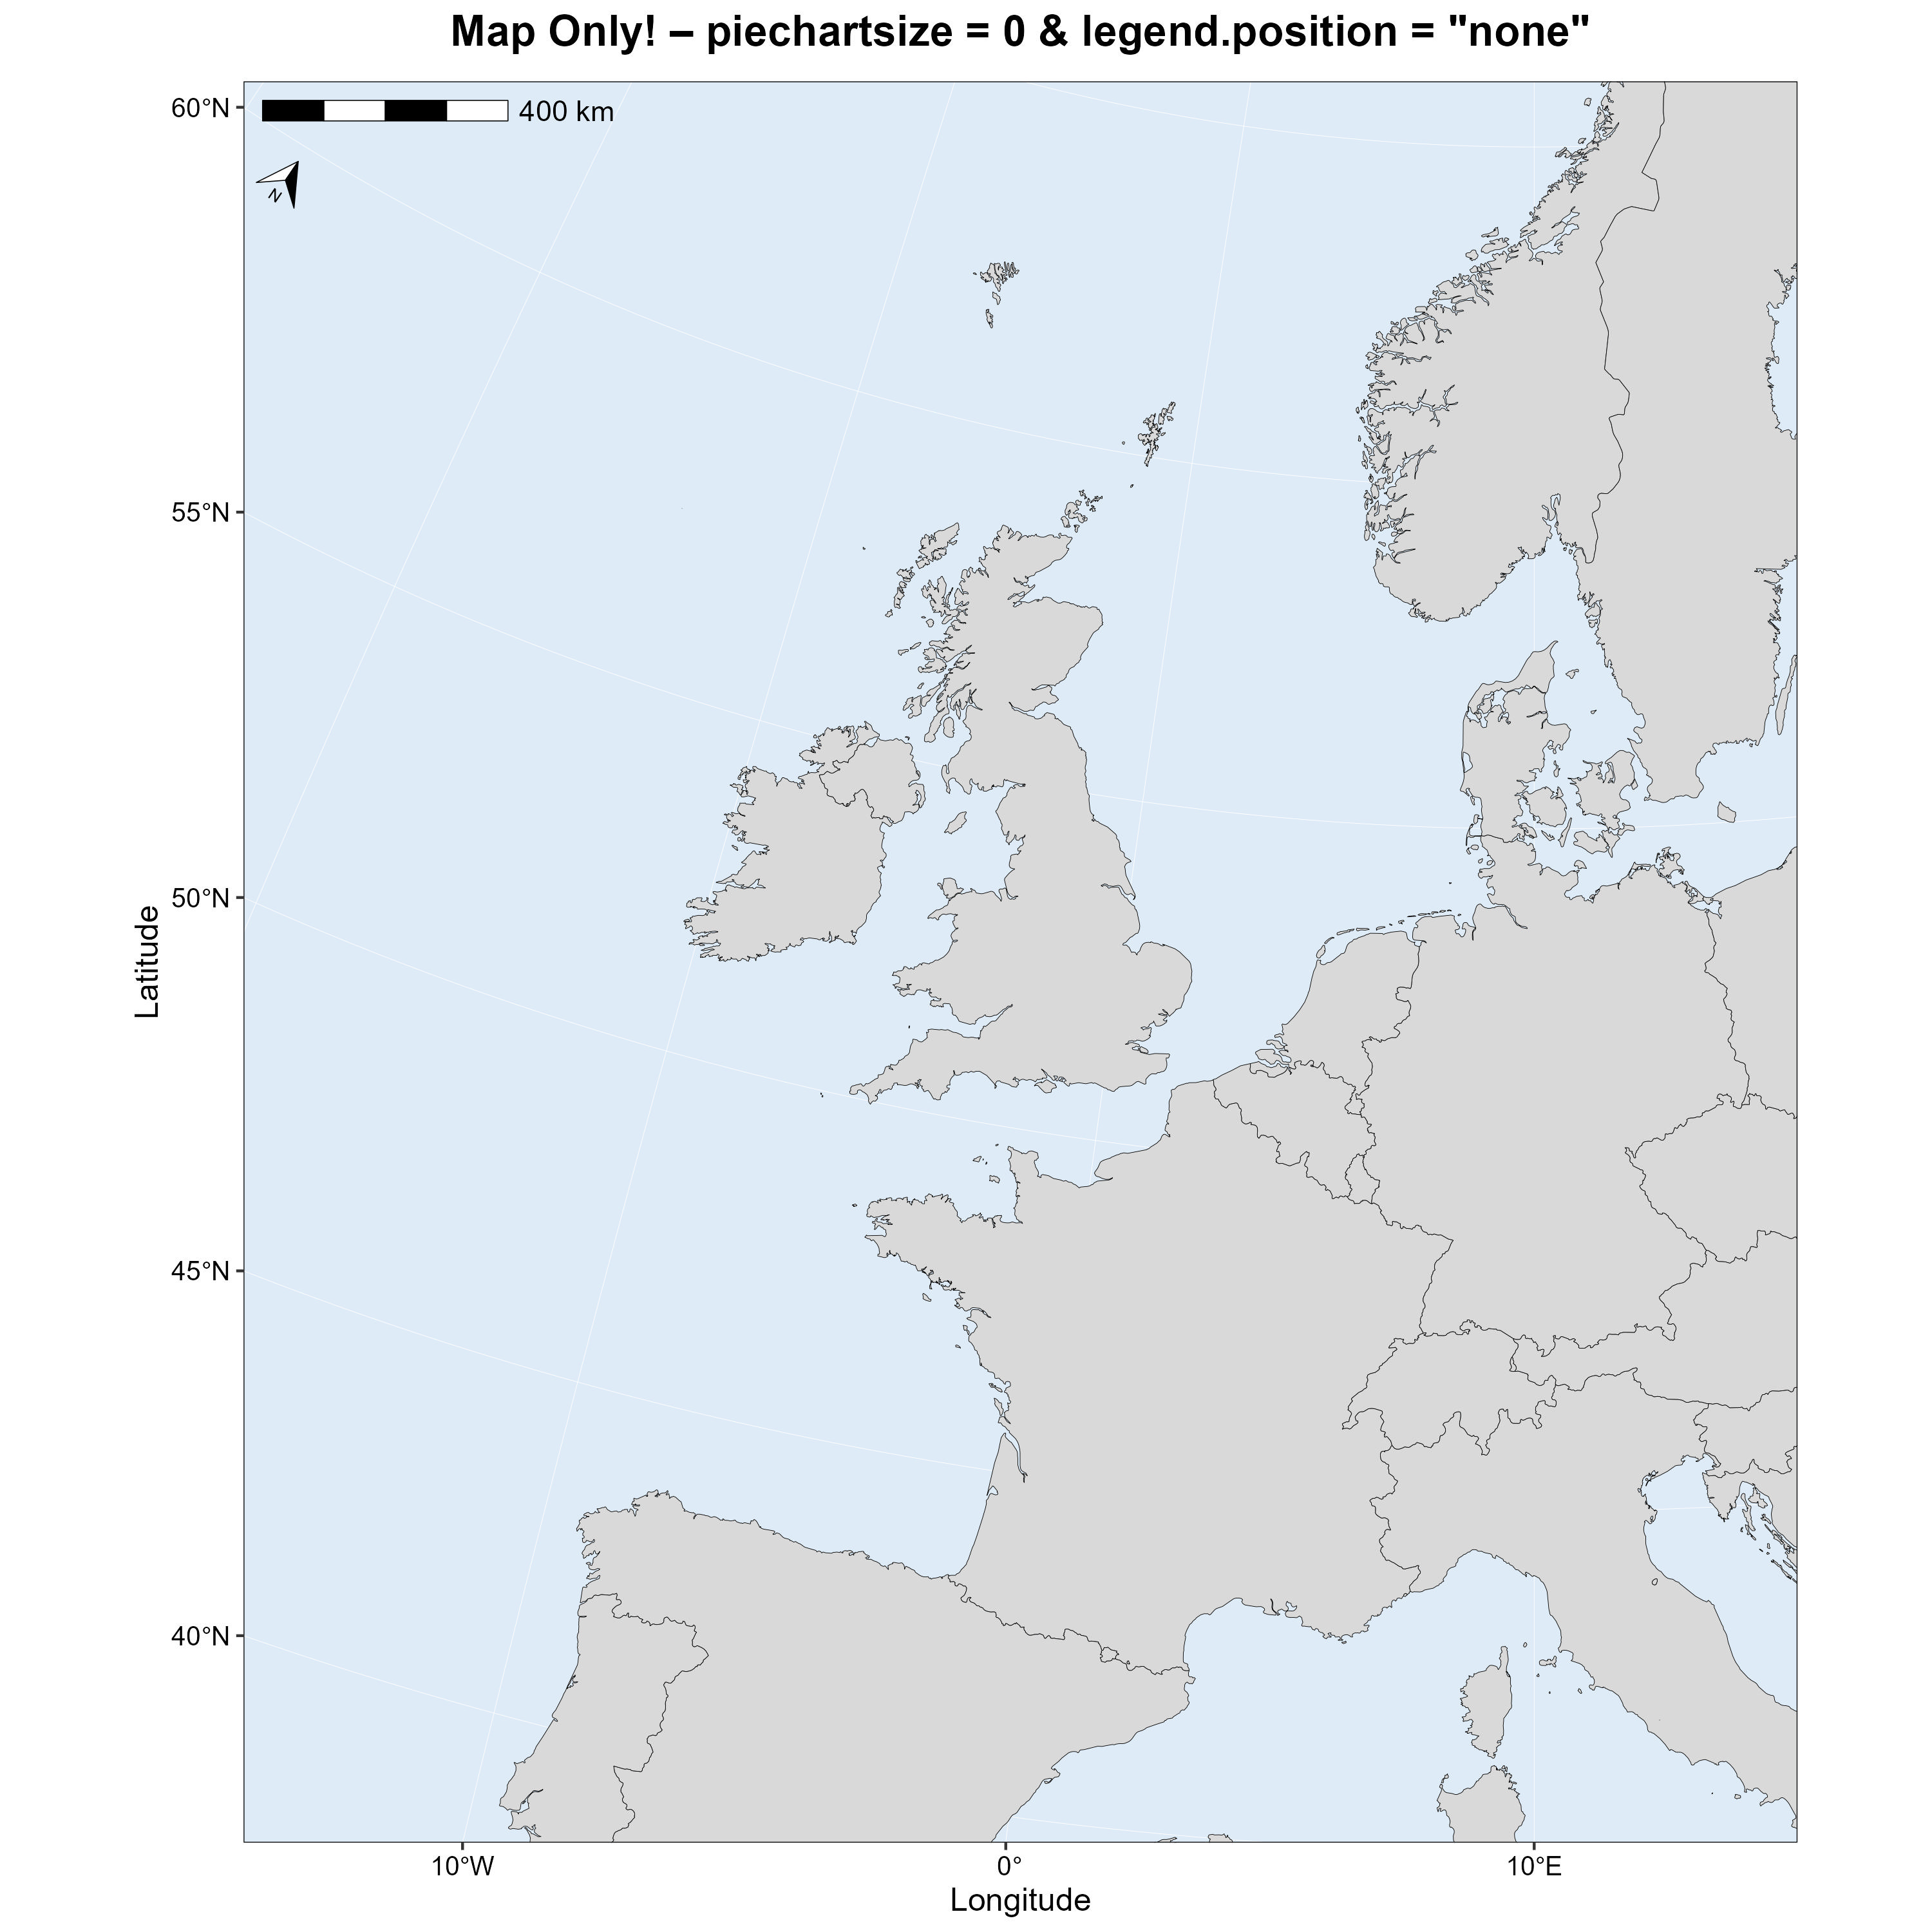 Map Only! – piechartsize = 0 & legend.position = "none"
400 km
N
60°N
55°N
50°N
45°N
40°N
Latitude
10°W
0°
10°E
Longitude